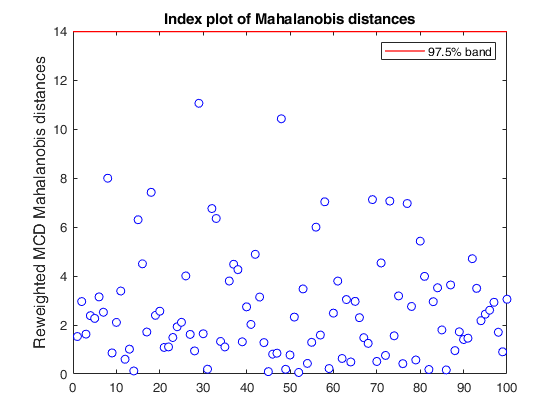 Index plot of Mahalanobis distances
14
12
10
8
6
4
2
0
Reweighted MCD Mahalanobis distances
97.5% band
0 10 20 30 40 50 60 70 80 90 100